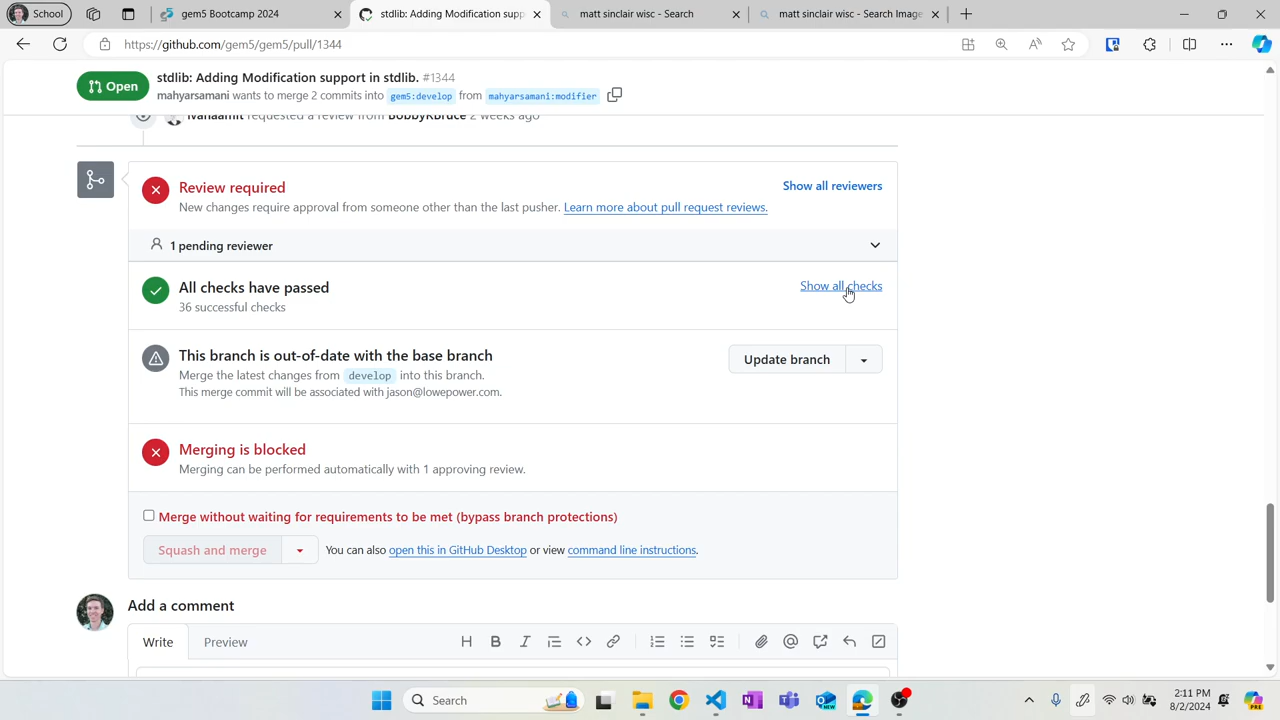 School
gem5 Bootcamp 2024
stdlib: Adding Modification supp
matt sinclair wisc - Search
matt sinclair wisc - Search Image
https://github.com/gem5/gem5/pull/1344
Open
stdlib: Adding Modification support in stdlib. #1344
mahyarsamani wants to merge 2 commits into gem5:develop from mahyarsamani:modifier
ivanaamit requested a review from BobbyRBruce 2 weeks ago
Review required
Show all reviewers
New changes require approval from someone other than the last pusher. Learn more about pull request reviews.
1 pending reviewer
All checks have passed
Show all checks
36 successful checks
This branch is out-of-date with the base branch
Update branch
Merge the latest changes from develop into this branch.
This merge commit will be associated with jason@lowepower.com.
Merging is blocked
Merging can be performed automatically with 1 approving review.
Merge without waiting for requirements to be met (bypass branch protections)
Squash and merge
You can also open this in GitHub Desktop or view command line instructions.
Add a comment
Write
Preview
Search
2:11 PM
8/2/2024